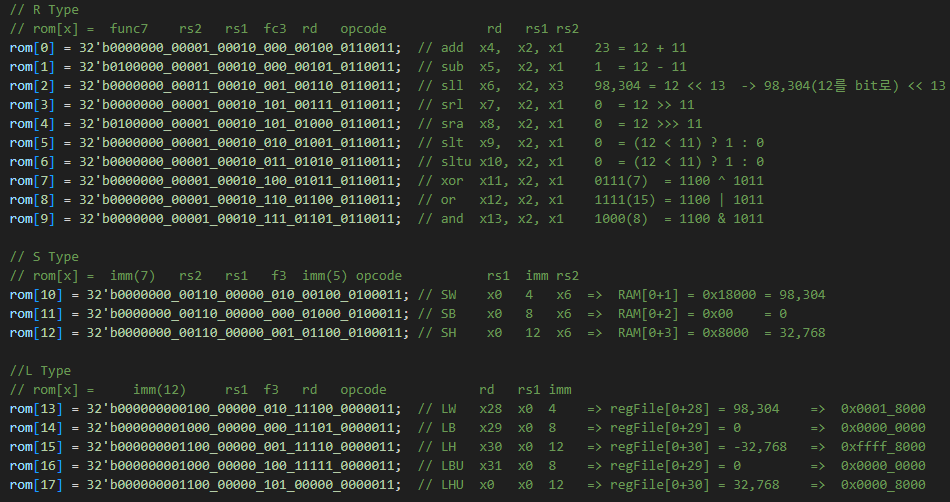 // R Type
// rom[x] =  func7    rs2   rs1  fc3  rd   opcode              rd   rs1 rs2
rom[0] = 32'b0000000_00001_00010_000_00100_0110011;  // add  x4,  x2, x1    23 = 12 + 11
rom[1] = 32'b0100000_00001_00010_000_00101_0110011;  // sub  x5,  x2, x1    1  = 12 - 11
rom[2] = 32'b0000000_00011_00010_001_00110_0110011;  // sll  x6,  x2, x3    98,304 = 12 << 13  -> 98,304(12를 bit로) << 13
rom[3] = 32'b0000000_00001_00010_101_00111_0110011;  // srl  x7,  x2, x1    0  = 12 >> 11
rom[4] = 32'b0100000_00001_00010_101_01000_0110011;  // sra  x8,  x2, x1    0  = 12 >>> 11
rom[5] = 32'b0000000_00001_00010_010_01001_0110011;  // slt  x9,  x2, x1    0  = (12 < 11) ? 1 : 0
rom[6] = 32'b0000000_00001_00010_011_01010_0110011;  // sltu x10, x2, x1    0  = (12 < 11) ? 1 : 0
rom[7] = 32'b0000000_00001_00010_100_01011_0110011;  // xor  x11, x2, x1    0111(7)  = 1100 ^ 1011
rom[8] = 32'b0000000_00001_00010_110_01100_0110011;  // or   x12, x2, x1    1111(15) = 1100 | 1011
rom[9] = 32'b0000000_00001_00010_111_01101_0110011;  // and  x13, x2, x1    1000(8)  = 1100 & 1011
// S Type
// rom[x] =  imm(7)   rs2   rs1   f3  imm(5) opcode            rs1  imm rs2
rom[10] = 32'b0000000_00110_00000_010_00100_0100011; // SW     x0   4   x6  =>  RAM[0+1] = 0x18000 = 98,304
rom[11] = 32'b0000000_00110_00000_000_01000_0100011; // SB     x0   8   x6  =>  RAM[0+2] = 0x00    = 0
rom[12] = 32'b0000000_00110_00000_001_01100_0100011; // SH     x0   12  x6  =>  RAM[0+3] = 0x8000  = 32,768
//L Type
// rom[x] =     imm(12)     rs1  f3   rd   opcode             rd   rs1 imm
rom[13] = 32'b000000000100_00000_010_11100_0000011;  // LW    x28  x0  4    => regFile[0+28] = 98,304    =>  0x0001_8000
rom[14] = 32'b000000001000_00000_000_11101_0000011;  // LB    x29  x0  8    => regFile[0+29] = 0         =>  0x0000_0000
rom[15] = 32'b000000001100_00000_001_11110_0000011;  // LH    x30  x0  12   => regFile[0+30] = -32,768   =>  0xffff_8000
rom[16] = 32'b000000001000_00000_100_11111_0000011;  // LBU   x31  x0  8    => regFile[0+29] = 0         =>  0x0000_0000
rom[17] = 32'b000000001100_00000_101_00000_0000011;  // LHU   x0   x0  12   => regFile[0+30] = 32,768    =>  0x0000_8000